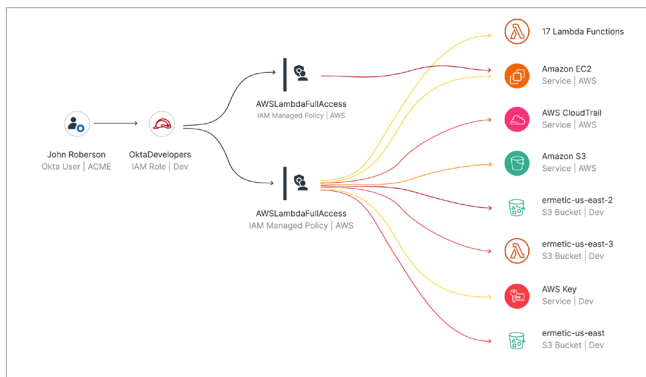 17 Lambda Functions
Amazon EC2
Service | AWS
AWSLambdaFullAccess
IAM Managed Policy | AWS
AWS CloudTrail
Service | AWS
John Roberson
Okta User | ACME
OktaDevelopers
IAM Role | Dev
Amazon S3
Service | AWS
AWSLambdaFullAccess
IAM Managed Policy | AWS
ermetic-us-east-2
S3 Bucket | Dev
ermetic-us-east-3
S3 Bucket | Dev
AWS Key
Service | Dev
ermetic-us-east
S3 Bucket | Dev